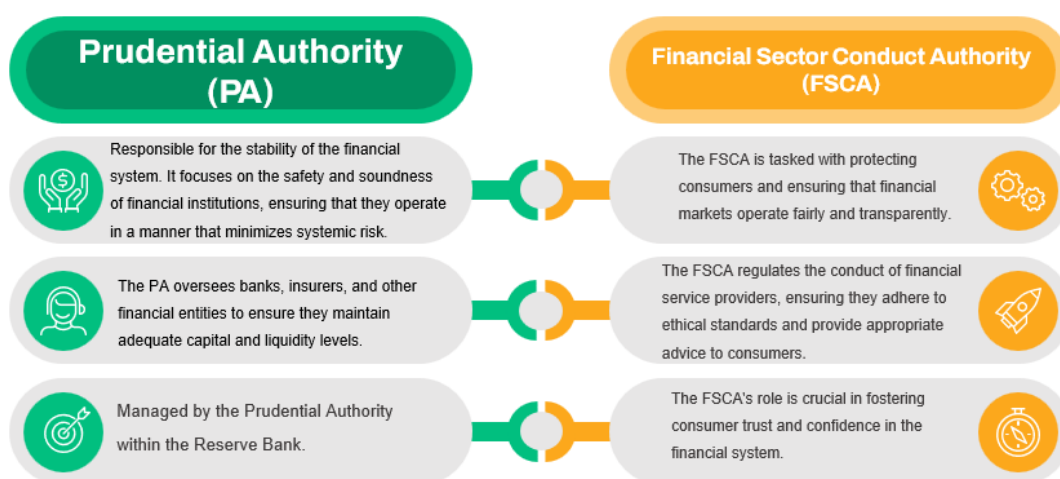 Prudential Authority
(PA)
Financial Sector Conduct Authority
(FSCA)
Responsible for the stability of the financial
system. It focuses on the safety and soundness
of financial institutions, ensuring that they operate
in a manner that minimizes systemic risk.
The FSCA is tasked with protecting
consumers and ensuring that financial
markets operate fairly and transparently.
The PA oversees banks, insurers, and other
financial entities to ensure they maintain
adequate capital and liquidity levels.
The FSCA regulates the conduct of financial
service providers, ensuring they adhere to
ethical standards and provide appropriate
advice to consumers.
Managed by the Prudential Authority
within the Reserve Bank.
The FSCA's role is crucial in fostering
consumer trust and confidence in the
financial system.